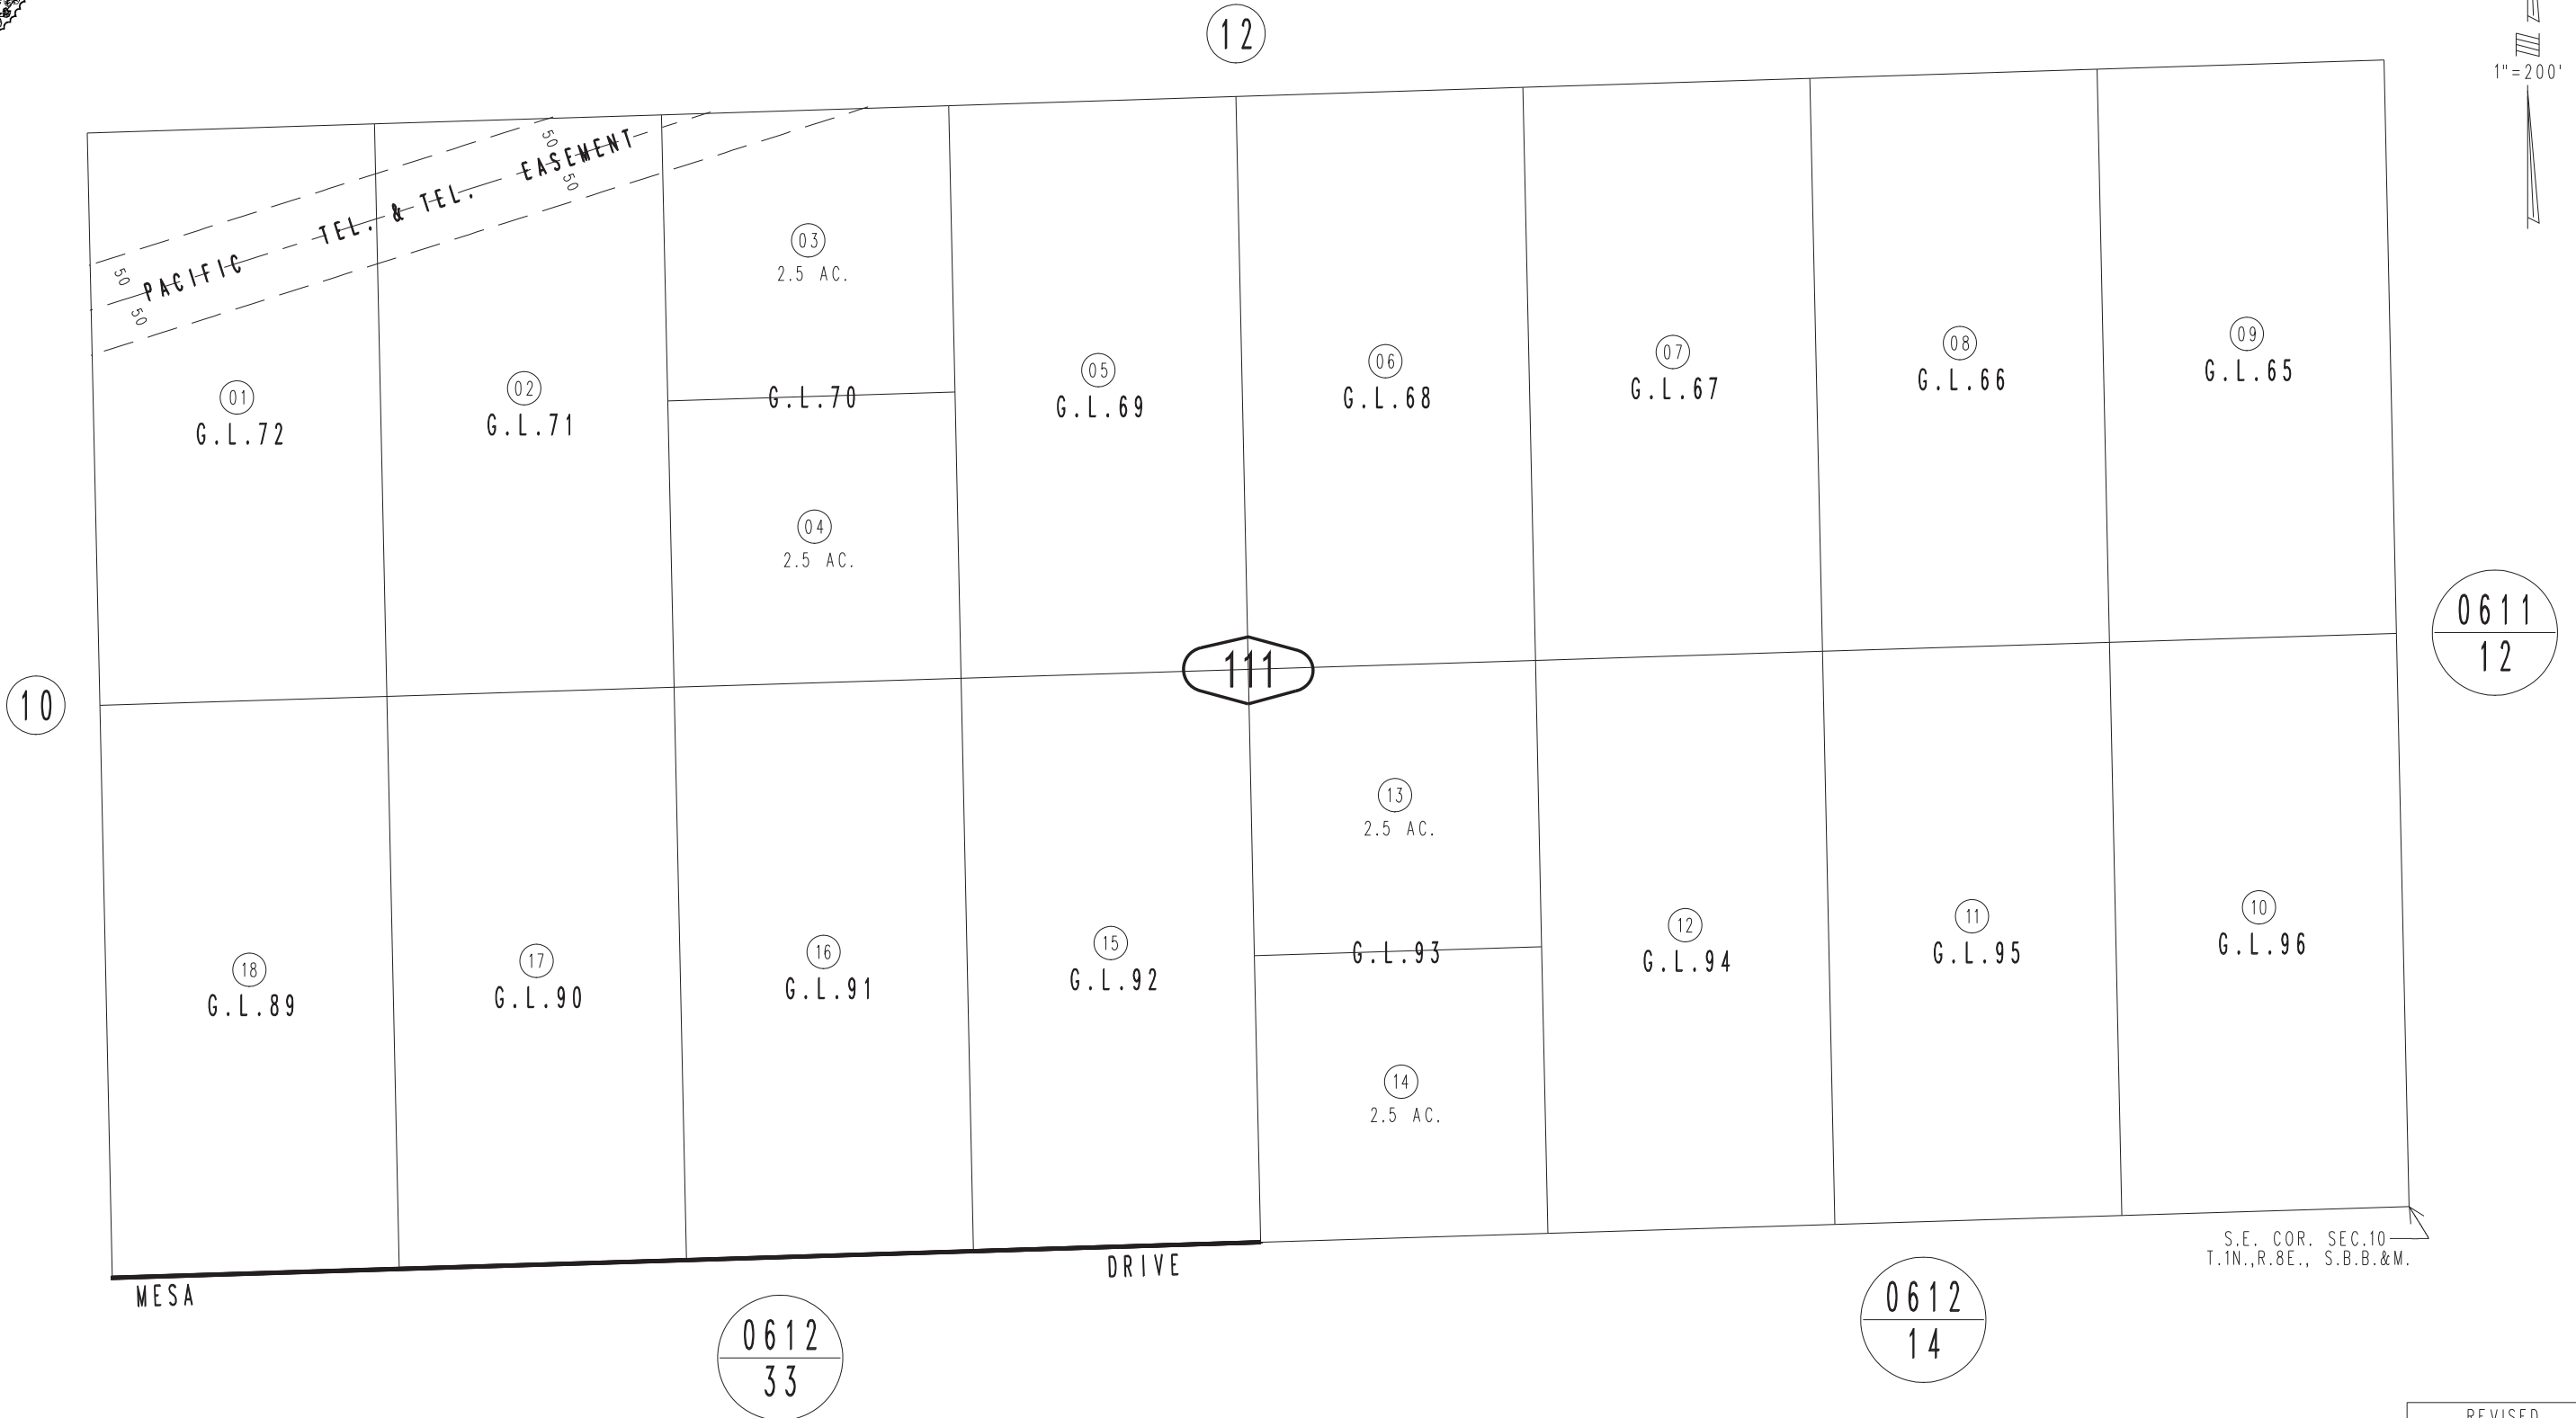 12
1"=200'
50
50
PACIFIC TEL. & TEL. EASEMENT
50
50
03
2.5 AC.
01
G.L.72
02
G.L.71
G.L.70
05
G.L.69
06
G.L.68
07
G.L.67
08
G.L.66
09
G.L.65
04
2.5 AC.
0611
12
111
10
13
2.5 AC.
18
G.L.89
17
G.L.90
16
G.L.91
15
G.L.92
G.L.93
12
G.L.94
11
G.L.95
10
G.L.96
14
2.5 AC.
S.E. COR. SEC.10
T.1N.,R.8E., S.B.B.&M.
MESA DRIVE
0612
33
0612
14
REVISED